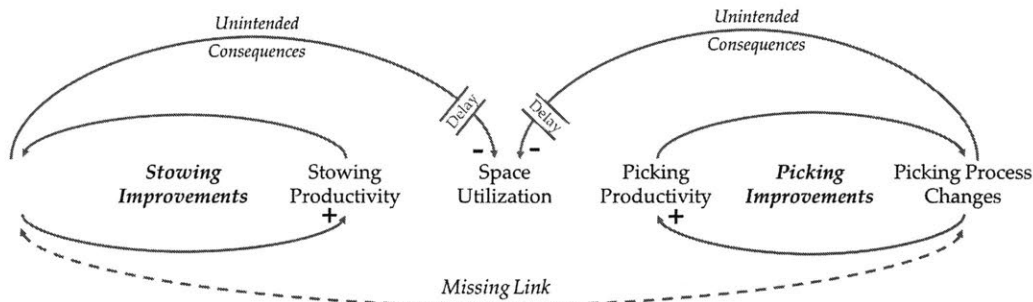 Unintended
Consequences
Unintended
Consequences
Delay
Delay
-
-
Stowing
Improvements
Stowing
Productivity
+
Space
Utilization
Picking
Productivity
+
Picking
Improvements
Picking Process
Changes
Missing Link